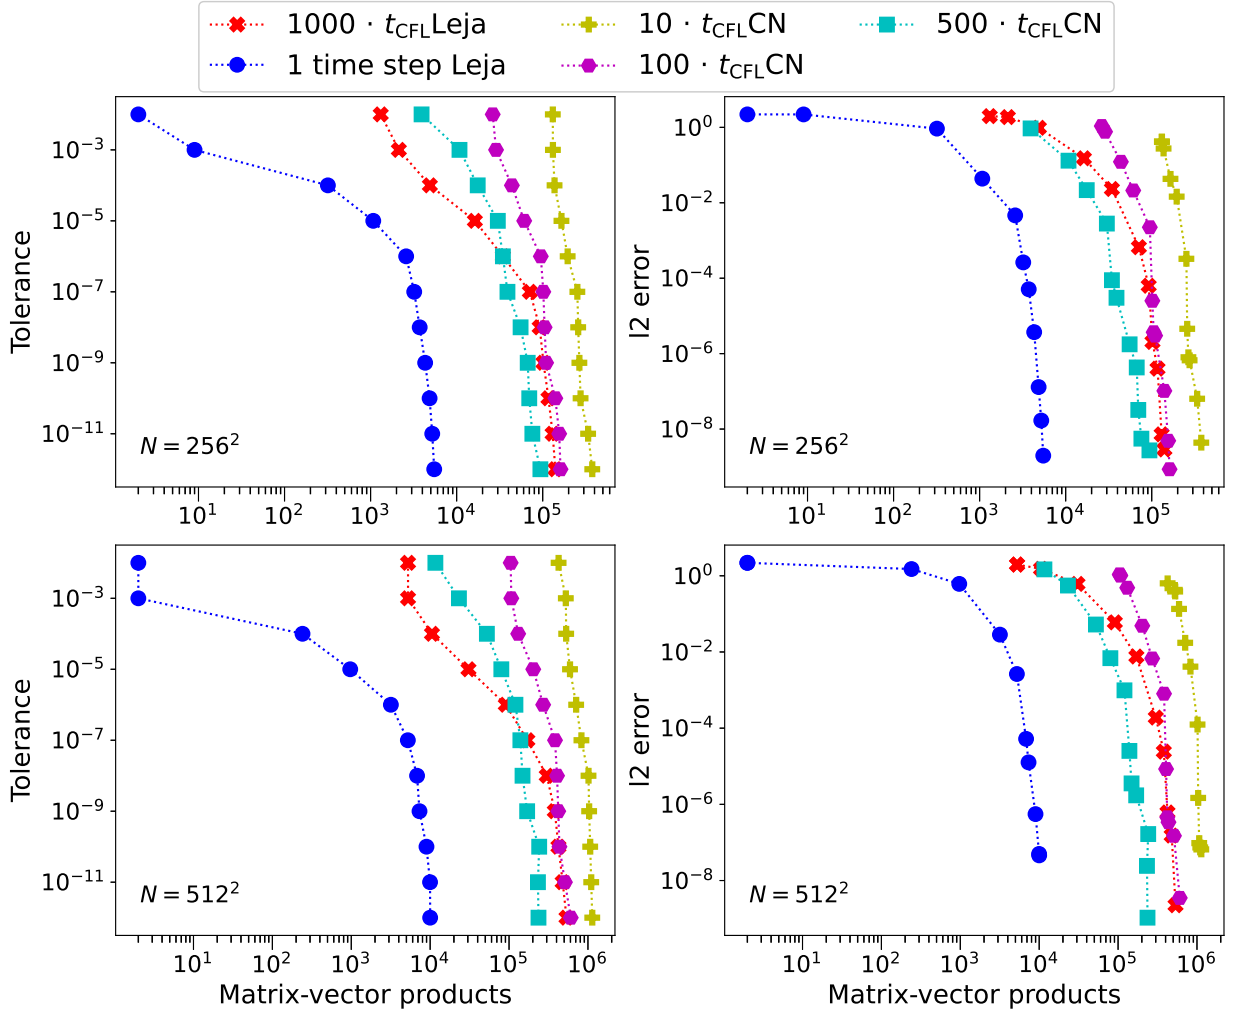 1000 · t_CFL Leja
10 · t_CFL CN
500 · t_CFL CN
1 time step Leja
100 · t_CFL CN
Tolerance
10^-3
10^-5
10^-7
10^-9
10^-11
N = 256^2
10^1 10^2 10^3 10^4 10^5
l2 error
10^0
10^-2
10^-4
10^-6
10^-8
N = 256^2
10^1 10^2 10^3 10^4 10^5
Tolerance
10^-3
10^-5
10^-7
10^-9
10^-11
N = 512^2
10^1 10^2 10^3 10^4 10^5 10^6
Matrix-vector products
l2 error
10^0
10^-2
10^-4
10^-6
10^-8
N = 512^2
10^1 10^2 10^3 10^4 10^5 10^6
Matrix-vector products